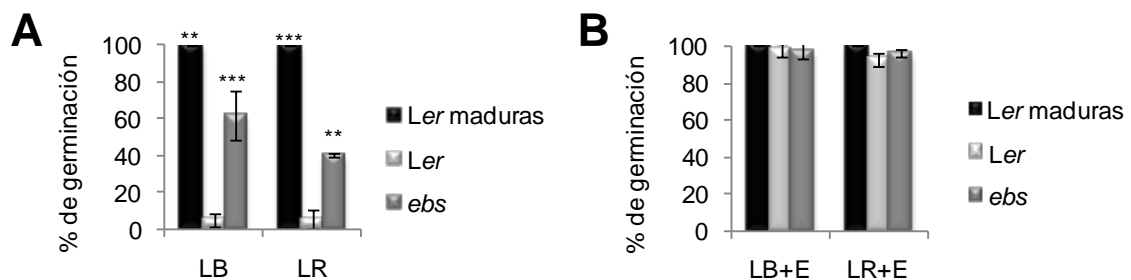 A
% de germinación
100
80
60
40
20
0
**
***
***
**
LB
LR
Ler maduras
Ler
ebs
B
% de germinación
100
80
60
40
20
0
LB+E
LR+E
Ler maduras
Ler
ebs